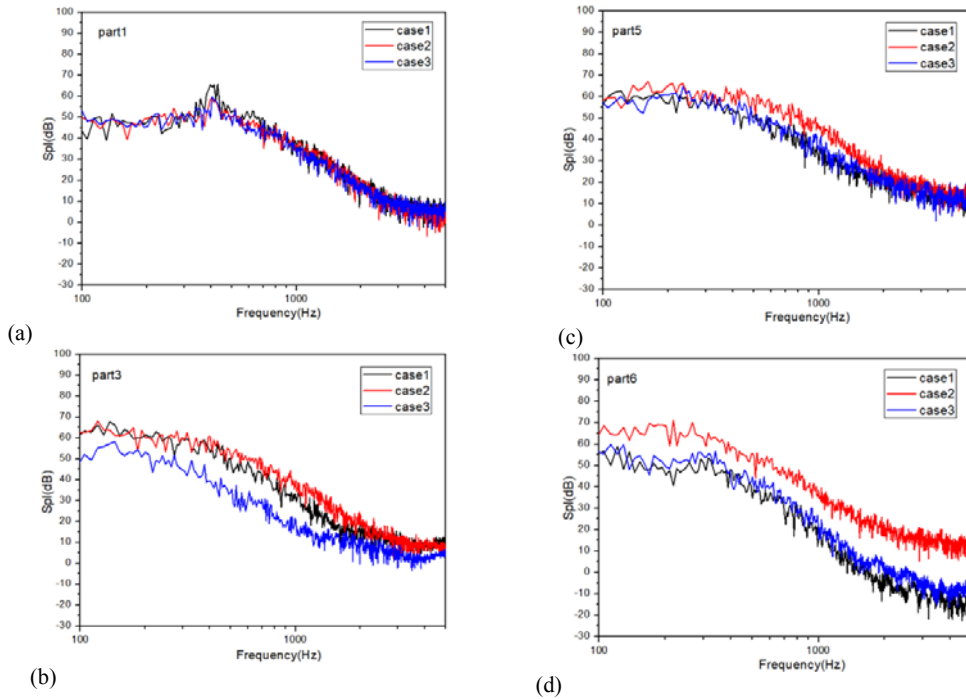 part1
case1
case2
case3
100
90
80
70
60
50
40
30
20
10
0
-10
-20
-30
Spl(dB)
100
1000
Frequency(Hz)
(a)
part5
case1
case2
case3
100
90
80
70
60
50
40
30
20
10
0
-10
-20
-30
Spl(dB)
100
1000
Frequency(Hz)
(c)
part3
case1
case2
case3
100
90
80
70
60
50
40
30
20
10
0
-10
-20
-30
Spl(dB)
100
1000
Frequency(Hz)
(b)
part6
case1
case2
case3
100
90
80
70
60
50
40
30
20
10
0
-10
-20
-30
Spl(dB)
100
1000
Frequency(Hz)
(d)